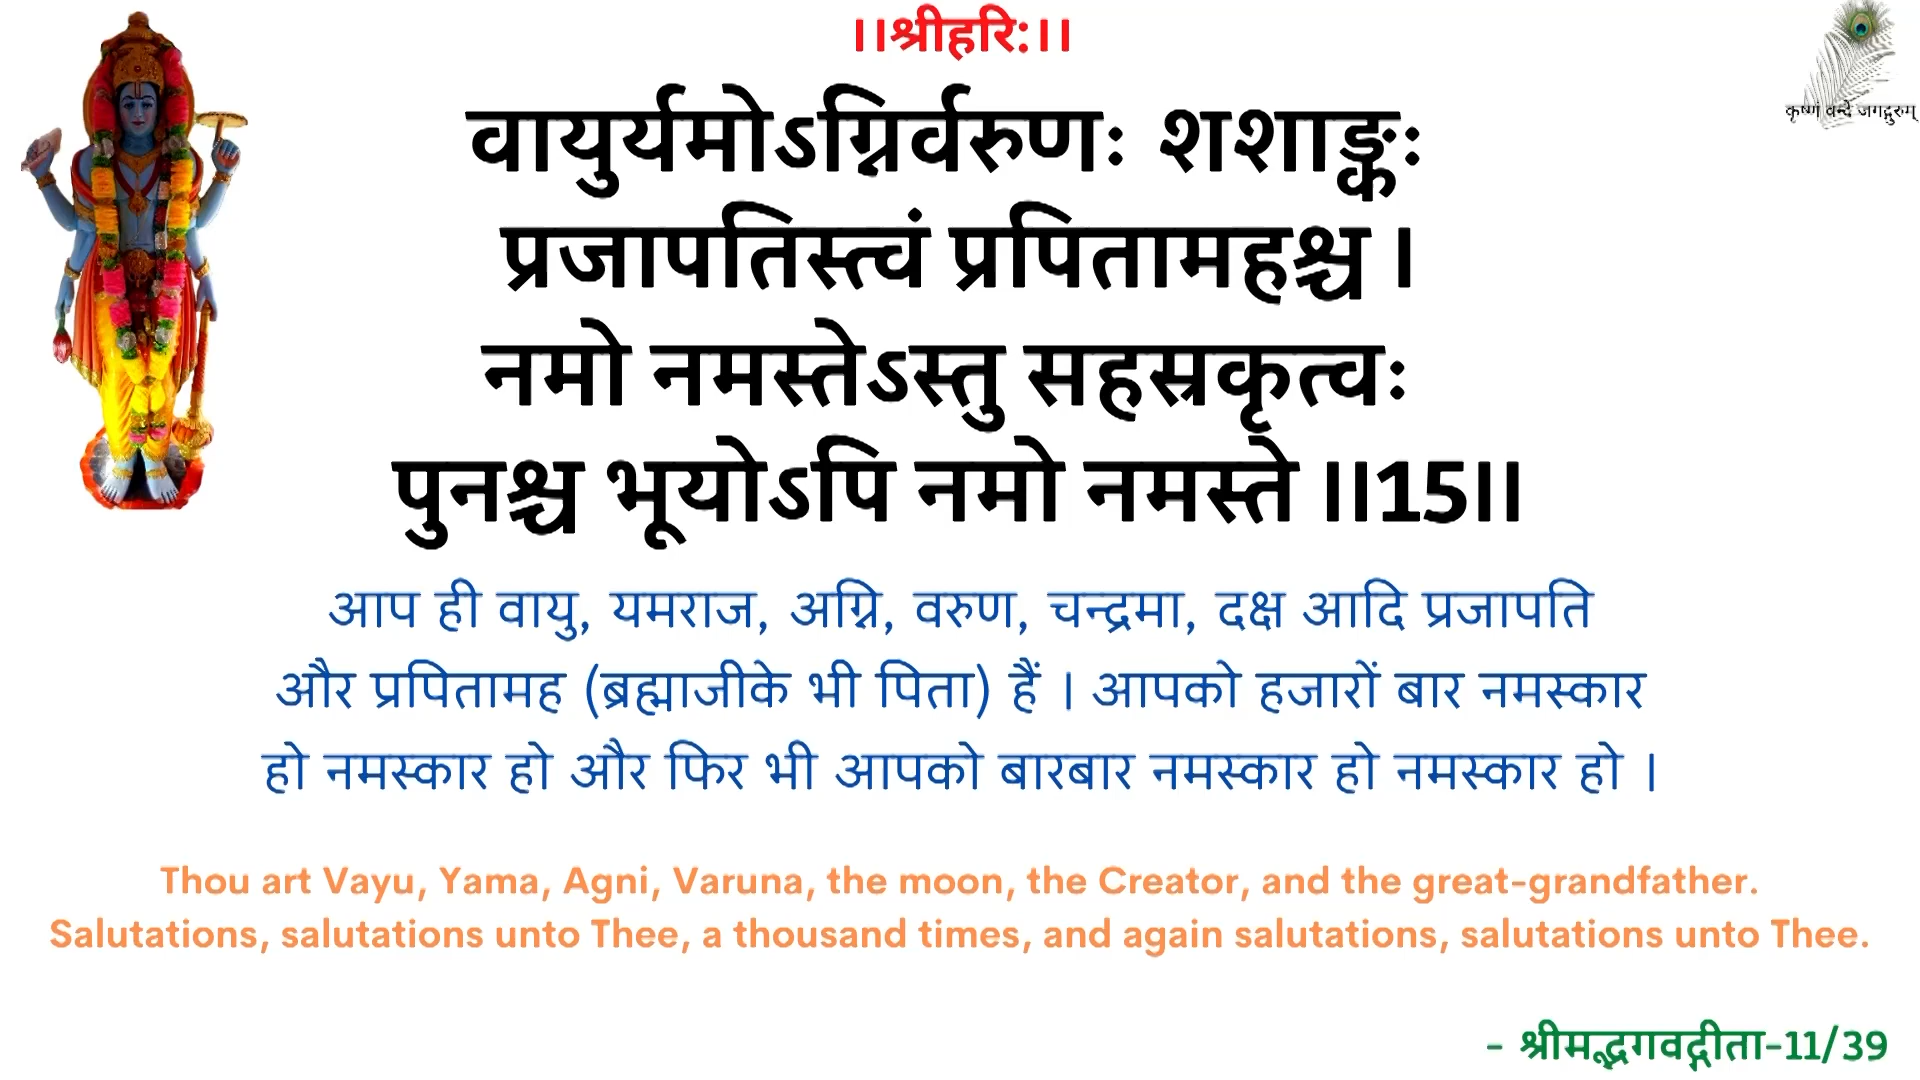 ।।श्रीहरि:।।
कृष्णं वन्दे जगद्गुरुम्
वायुर्यमोऽग्निर्वरुणः शशाङ्कः
प्रजापतिस्त्वं प्रपितामहश्च ।
नमो नमस्तेऽस्तु सहस्रकृत्वः
पुनश्च भूयोऽपि नमो नमस्ते ।।15।।
आप ही वायु, यमराज, अग्नि, वरुण, चन्द्रमा, दक्ष आदि प्रजापति
और प्रपितामह (ब्रह्माजीके भी पिता) हैं । आपको हजारों बार नमस्कार
हो नमस्कार हो और फिर भी आपको बारबार नमस्कार हो नमस्कार हो ।
Thou art Vayu, Yama, Agni, Varuna, the moon, the Creator, and the great-grandfather.
Salutations, salutations unto Thee, a thousand times, and again salutations, salutations unto Thee.
- श्रीमद्भगवद्गीता-11/39